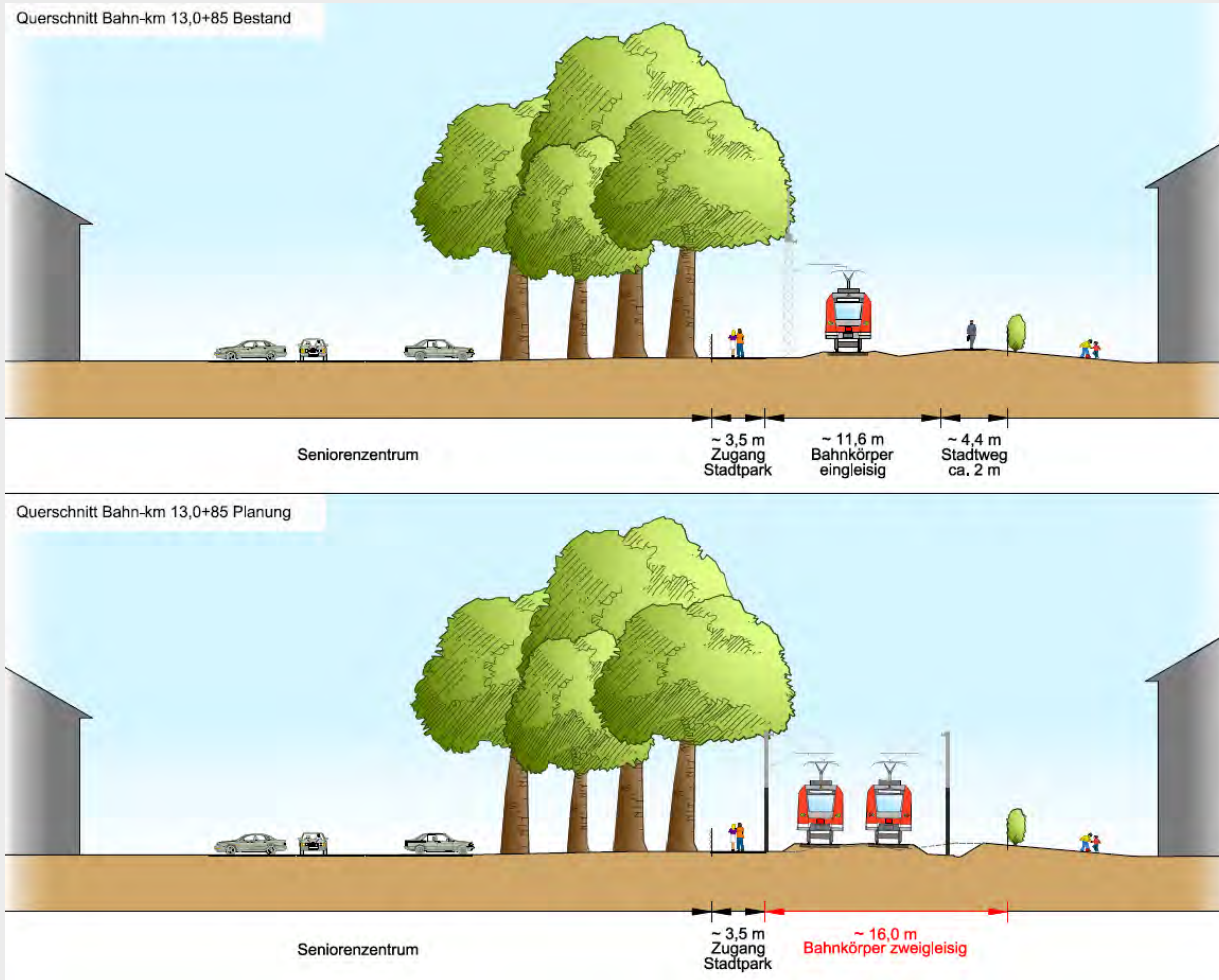 Querschnitt Bahn-km 13,0+85 Bestand
Seniorenzentrum
~ 3,5 m
Zugang
Stadtpark
~ 11,6 m
Bahnkörper
eingleisig
~ 4,4 m
Stadtweg
ca. 2 m
Querschnitt Bahn-km 13,0+85 Planung
Seniorenzentrum
~ 3,5 m
Zugang
Stadtpark
~ 16,0 m
Bahnkörper zweigleisig